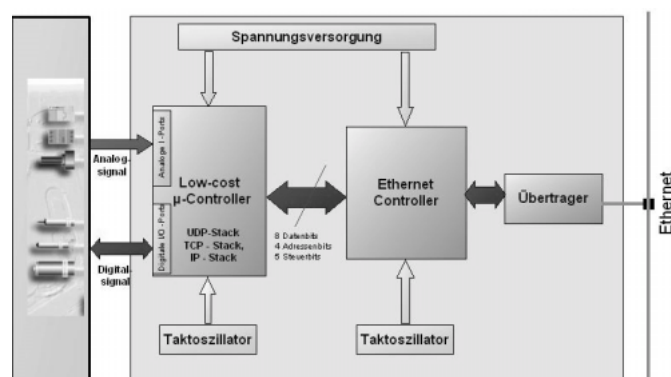 Spannungsversorgung
Analoge I - Ports
Analog-
signal
Low-cost
µ-Controller
UDP-Stack
TCP - Stack,
IP - Stack
Digitale I/O - Ports
Digital-
signal
8 Datenbits
4 Adressenbits
5 Steuerbits
Ethernet
Controller
Übertrager
Ethernet
Taktoszillator
Taktoszillator